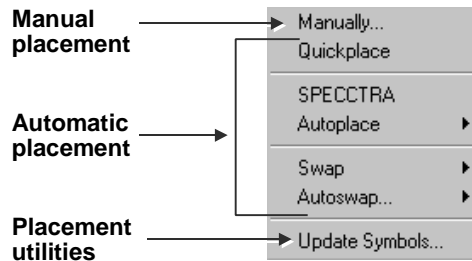 Manual
placement
Manually...
Quickplace
SPECCTRA
Autoplace
Automatic
placement
Swap
Autoswap...
Placement
utilities
Update Symbols...